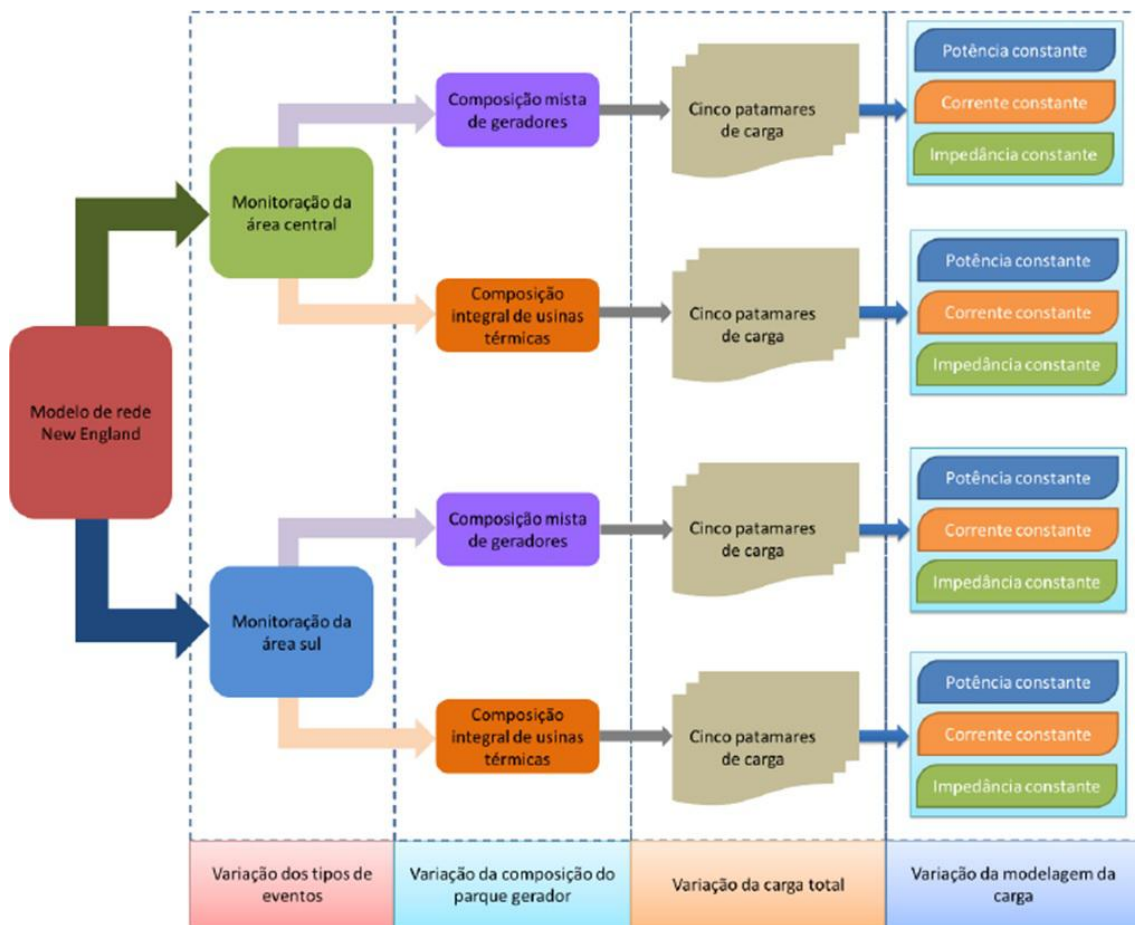 Modelo de rede
New England
Monitoração da
área central
Composição mista
de geradores
Cinco patamares
de carga
Potência constante
Corrente constante
Impedância constante
Composição
integral de usinas
térmicas
Cinco patamares
de carga
Potência constante
Corrente constante
Impedância constante
Monitoração da
área sul
Composição mista
de geradores
Cinco patamares
de carga
Potência constante
Corrente constante
Impedância constante
Composição
integral de usinas
térmicas
Cinco patamares
de carga
Potência constante
Corrente constante
Impedância constante
Variação dos tipos de
eventos
Variação da composição do
parque gerador
Variação da carga total
Variação da modelagem da
carga